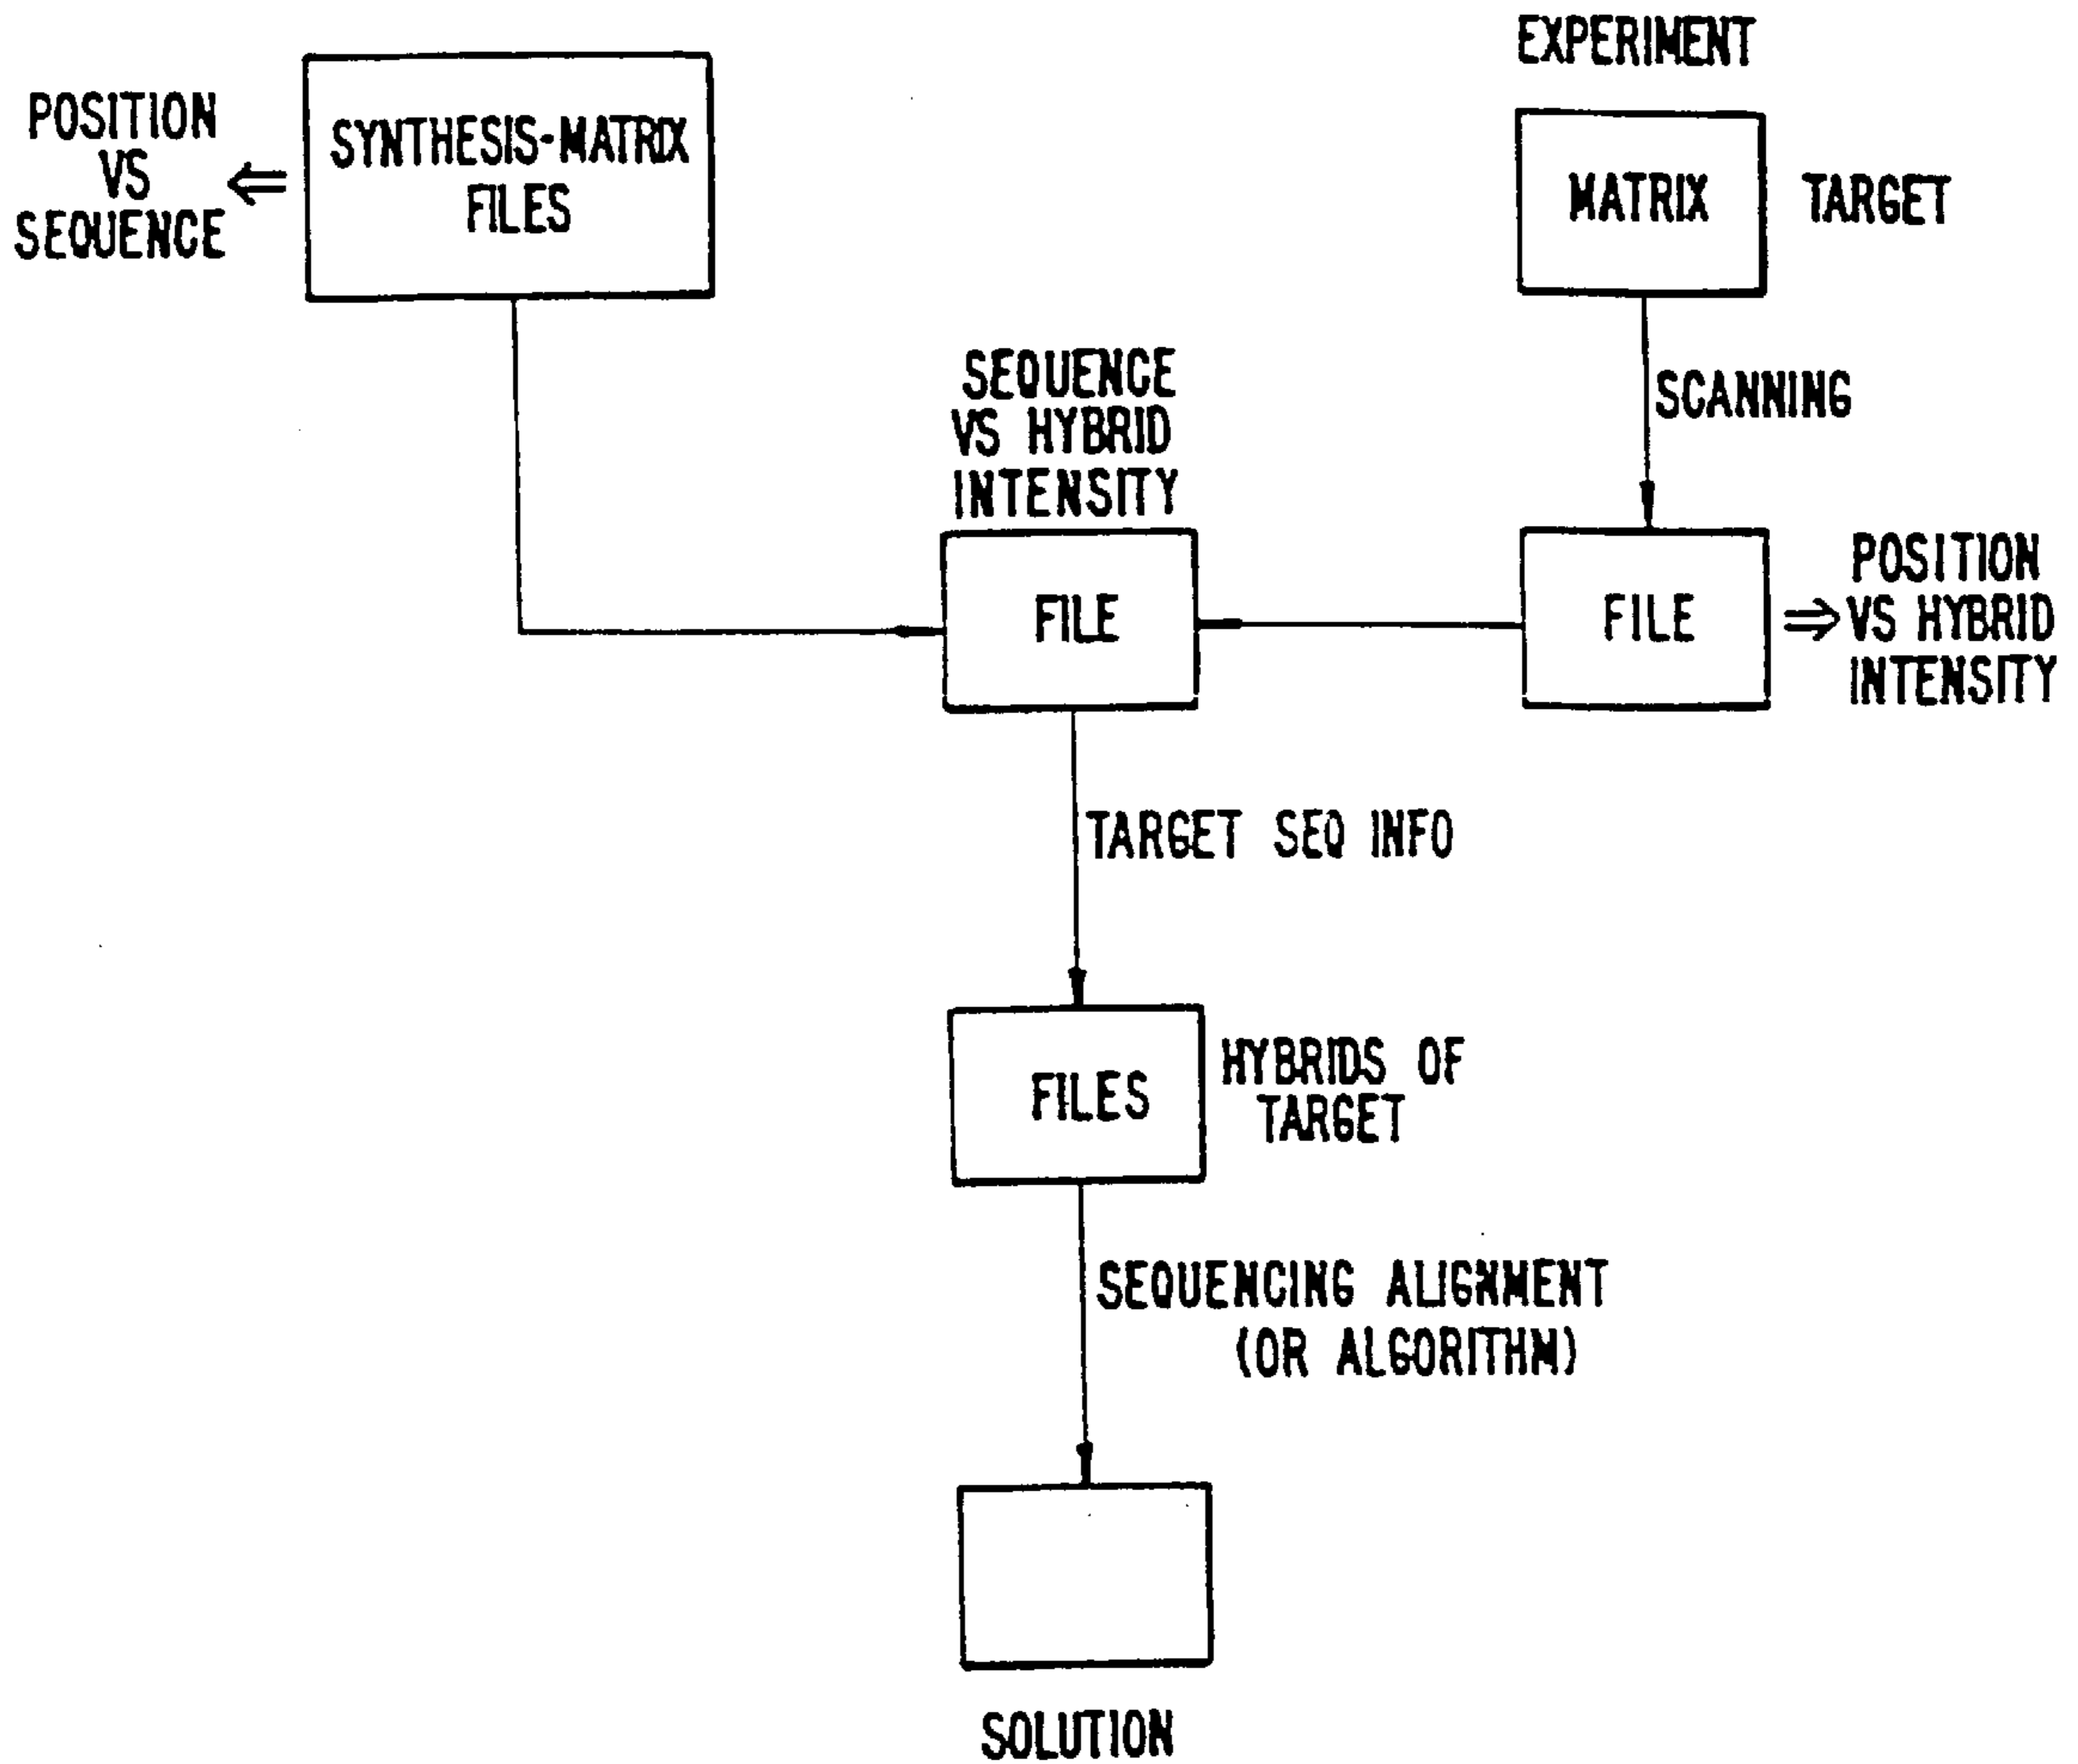 EXPERIMENT
POSITION
VS
SEQUENCE
SYNTHESIS-MATRIX
FILES
MATRIX
TARGET
SCANNING
SEQUENCE
VS HYBRID
INTENSITY
FILE
FILE
POSITION
VS HYBRID
INTENSITY
TARGET SEQ INFO
FILES
HYBRIDS OF
TARGET
SEQUENCING ALIGNMENT
(OR ALGORITHM)
SOLUTION